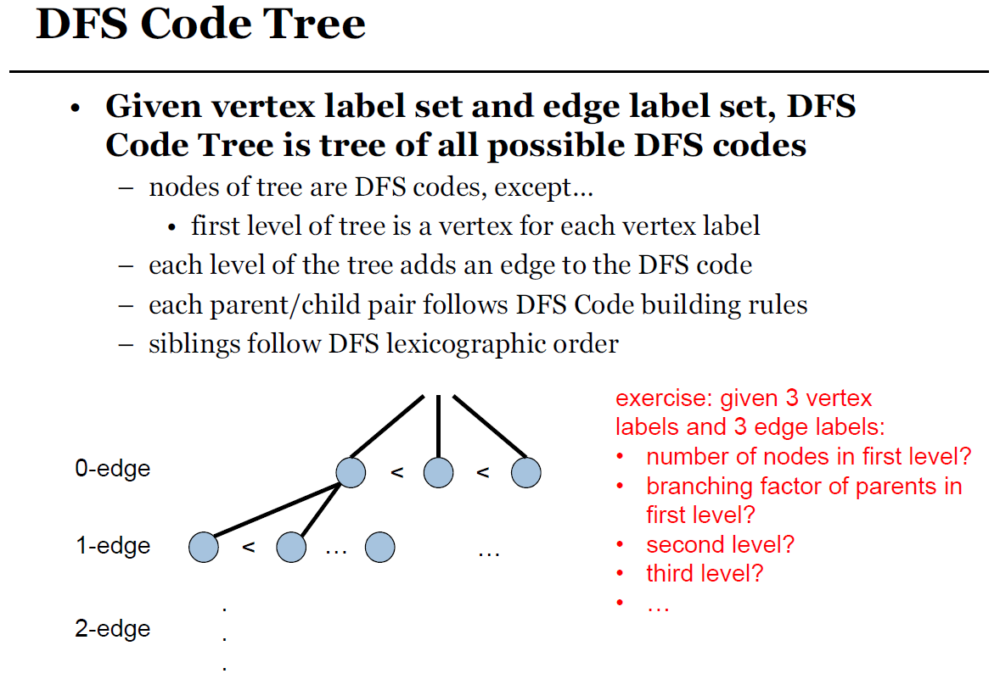 DFS Code Tree
• Given vertex label set and edge label set, DFS
Code Tree is tree of all possible DFS codes
– nodes of tree are DFS codes, except...
• first level of tree is a vertex for each vertex label
– each level of the tree adds an edge to the DFS code
– each parent/child pair follows DFS Code building rules
– siblings follow DFS lexicographic order
exercise: given 3 vertex
labels and 3 edge labels:
• number of nodes in first level?
• branching factor of parents in
first level?
• second level?
• third level?
• …
0-edge < <
1-edge < … …
2-edge
.
.
.